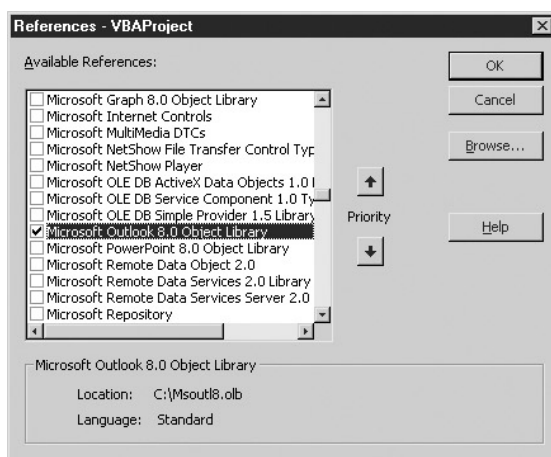 References - VBAProject
Available References:
Microsoft Graph 8.0 Object Library
Microsoft Internet Controls
Microsoft MultiMedia DTCs
Microsoft NetShow File Transfer Control Typ
Microsoft NetShow Player
Microsoft OLE DB ActiveX Data Objects 1.0
Microsoft OLE DB Service Component 1.0 Ty
Microsoft OLE DB Simple Provider 1.5 Library
Microsoft Outlook 8.0 Object Library
Microsoft PowerPoint 8.0 Object Library
Microsoft Remote Data Object 2.0
Microsoft Remote Data Services 2.0 Library
Microsoft Remote Data Services Server 2.0
Microsoft Repository
Priority
OK
Cancel
Browse...
Help
Microsoft Outlook 8.0 Object Library
Location: C:\Msoutl8.olb
Language: Standard